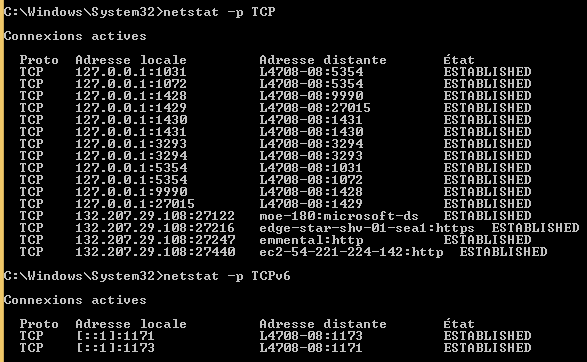 C:\Windows\System32>netstat -p TCP
Connexions actives
Proto  Adresse locale         Adresse distante       État
TCP    127.0.0.1:1031         L4708-08:5354          ESTABLISHED
TCP    127.0.0.1:1072         L4708-08:5354          ESTABLISHED
TCP    127.0.0.1:1428         L4708-08:9990          ESTABLISHED
TCP    127.0.0.1:1429         L4708-08:27015         ESTABLISHED
TCP    127.0.0.1:1430         L4708-08:1431          ESTABLISHED
TCP    127.0.0.1:1431         L4708-08:1430          ESTABLISHED
TCP    127.0.0.1:3293         L4708-08:3294          ESTABLISHED
TCP    127.0.0.1:3294         L4708-08:3293          ESTABLISHED
TCP    127.0.0.1:5354         L4708-08:1031          ESTABLISHED
TCP    127.0.0.1:5354         L4708-08:1072          ESTABLISHED
TCP    127.0.0.1:9990         L4708-08:1428          ESTABLISHED
TCP    127.0.0.1:27015        L4708-08:1429          ESTABLISHED
TCP    132.207.29.108:27122   moe-180:microsoft-ds   ESTABLISHED
TCP    132.207.29.108:27216   edge-star-shv-01-sea1:https  ESTABLISHED
TCP    132.207.29.108:27247   emmental:http          ESTABLISHED
TCP    132.207.29.108:27440   ec2-54-221-224-142:http  ESTABLISHED
C:\Windows\System32>netstat -p TCPv6
Connexions actives
Proto  Adresse locale         Adresse distante       État
TCP    [::1]:1171             L4708-08:1173          ESTABLISHED
TCP    [::1]:1173             L4708-08:1171          ESTABLISHED